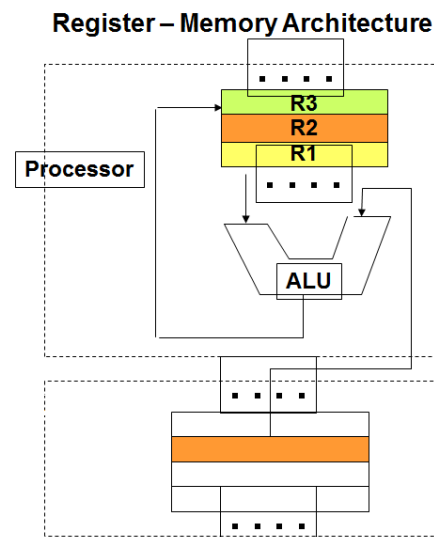 Register – Memory Architecture
R3
R2
R1
Processor
ALU